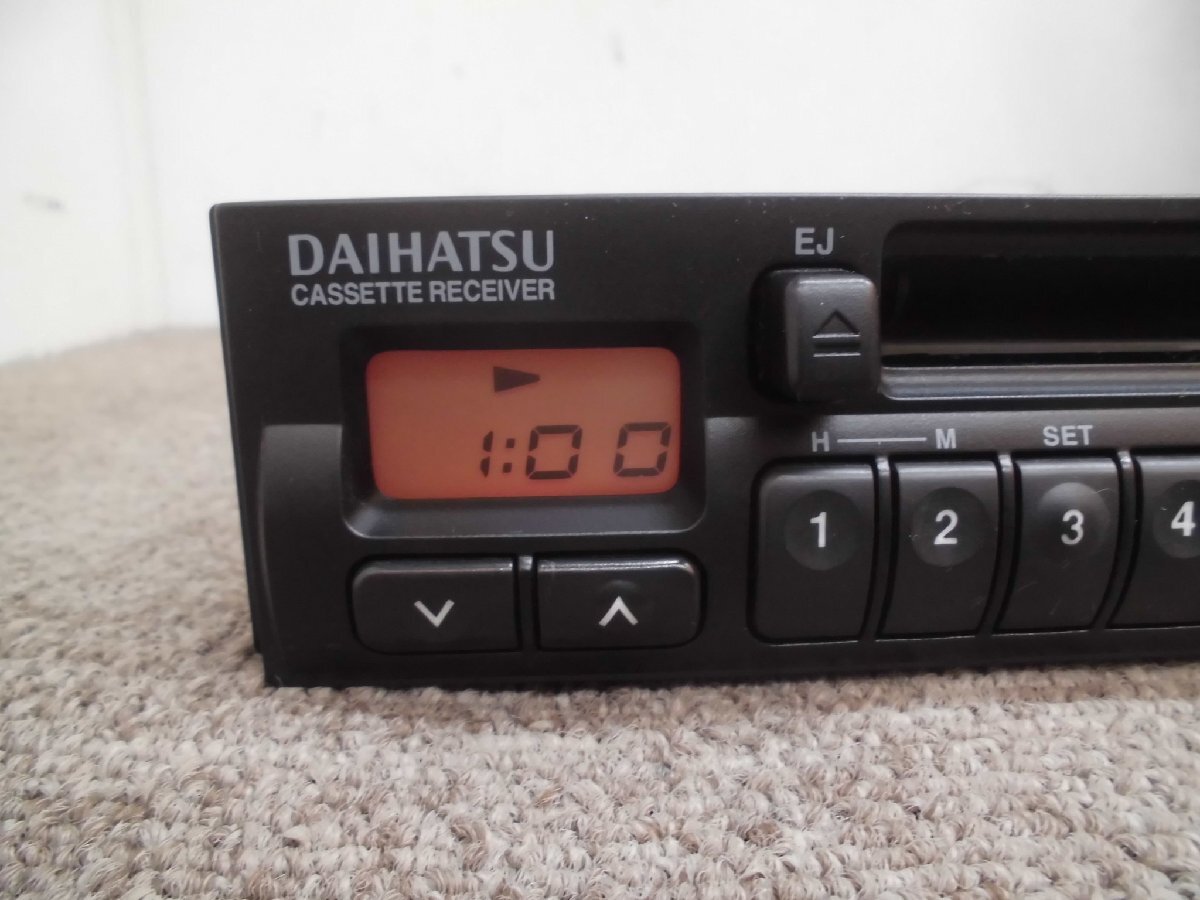 DAIHATSU
CASSETTE RECEIVER
EJ
1:00
H M
SET
1
2
3
4